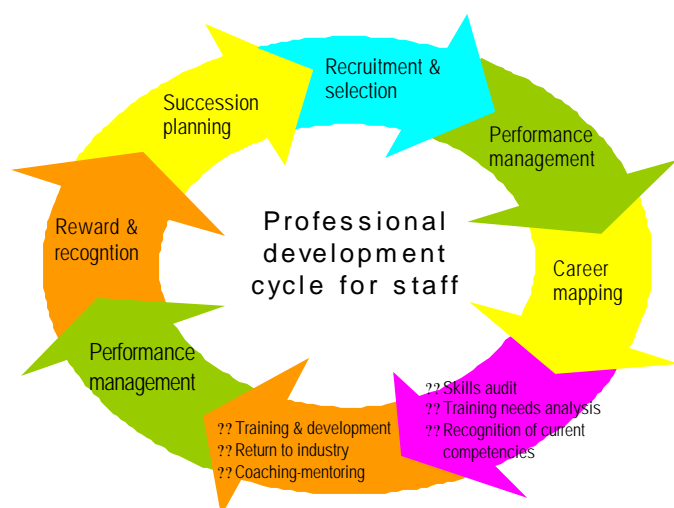 Recruitment &
selection
Performance
management
Career
mapping
?? Skills audit
?? Training needs analysis
?? Recognition of current
competencies
?? Training & development
?? Return to industry
?? Coaching-mentoring
Performance
management
Reward &
recogntion
Succession
planning
Professional
development
cycle for staff